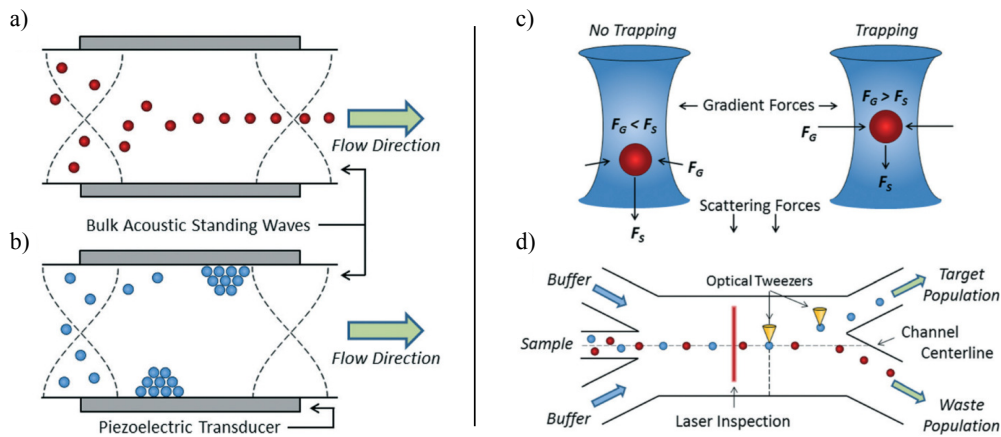 a)
Flow Direction
Bulk Acoustic Standing Waves
b)
Flow Direction
Piezoelectric Transducer
c)
No Trapping
Trapping
Gradient Forces
F_G < F_S
F_G
F_S
F_G > F_S
F_G
F_S
Scattering Forces
d)
Buffer
Optical Tweezers
Target
Population
Sample
Channel
Centerline
Buffer
Laser Inspection
Waste
Population